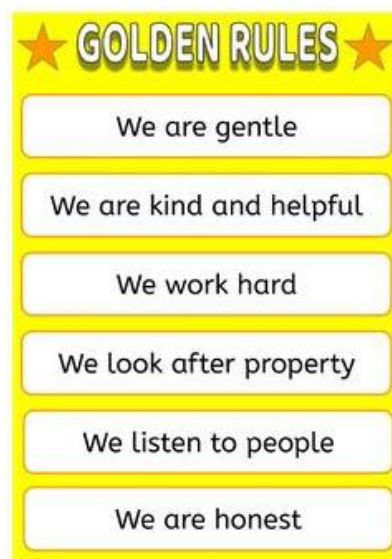 GOLDEN RULES
We are gentle
We are kind and helpful
We work hard
We look after property
We listen to people
We are honest